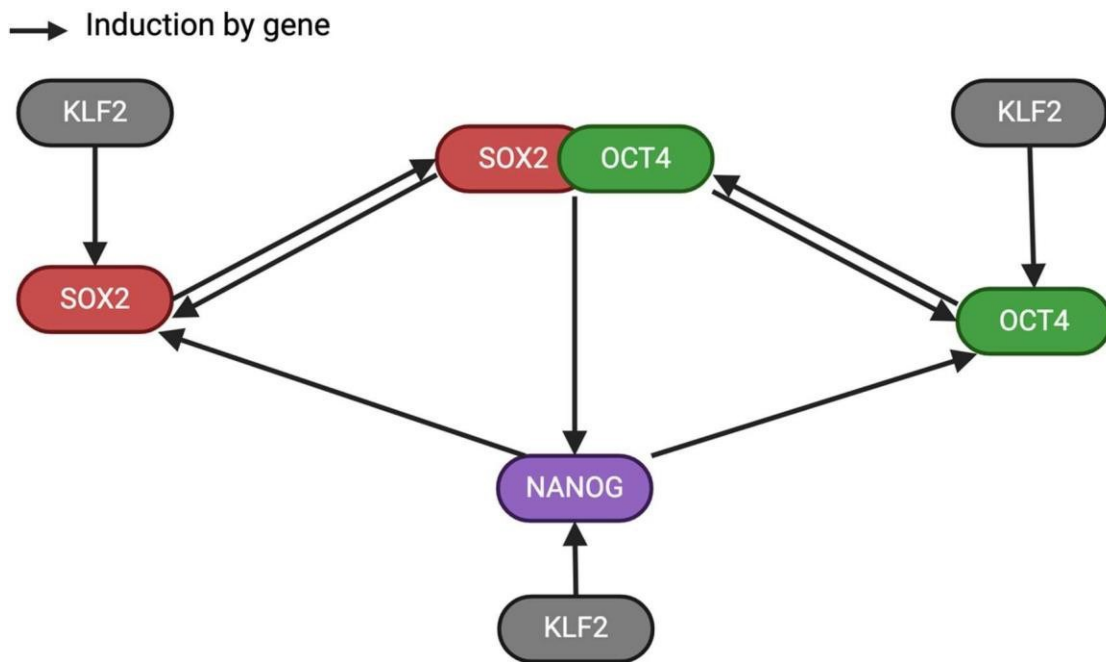 Induction by gene
KLF2
KLF2
SOX2 OCT4
SOX2
OCT4
NANOG
KLF2